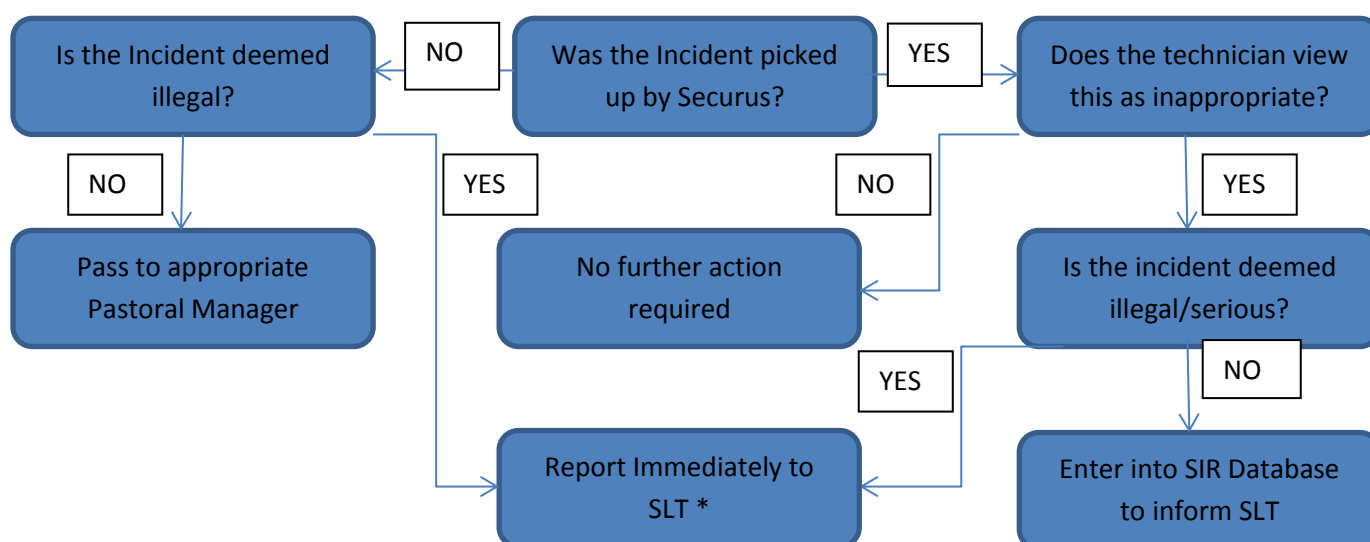 Is the Incident deemed
illegal?
NO
Was the Incident picked
up by Securus?
YES
Does the technician view
this as inappropriate?
NO
YES
NO
YES
Pass to appropriate
Pastoral Manager
No further action
required
Is the incident deemed
illegal/serious?
YES
NO
Report Immediately to
SLT *
Enter into SIR Database
to inform SLT